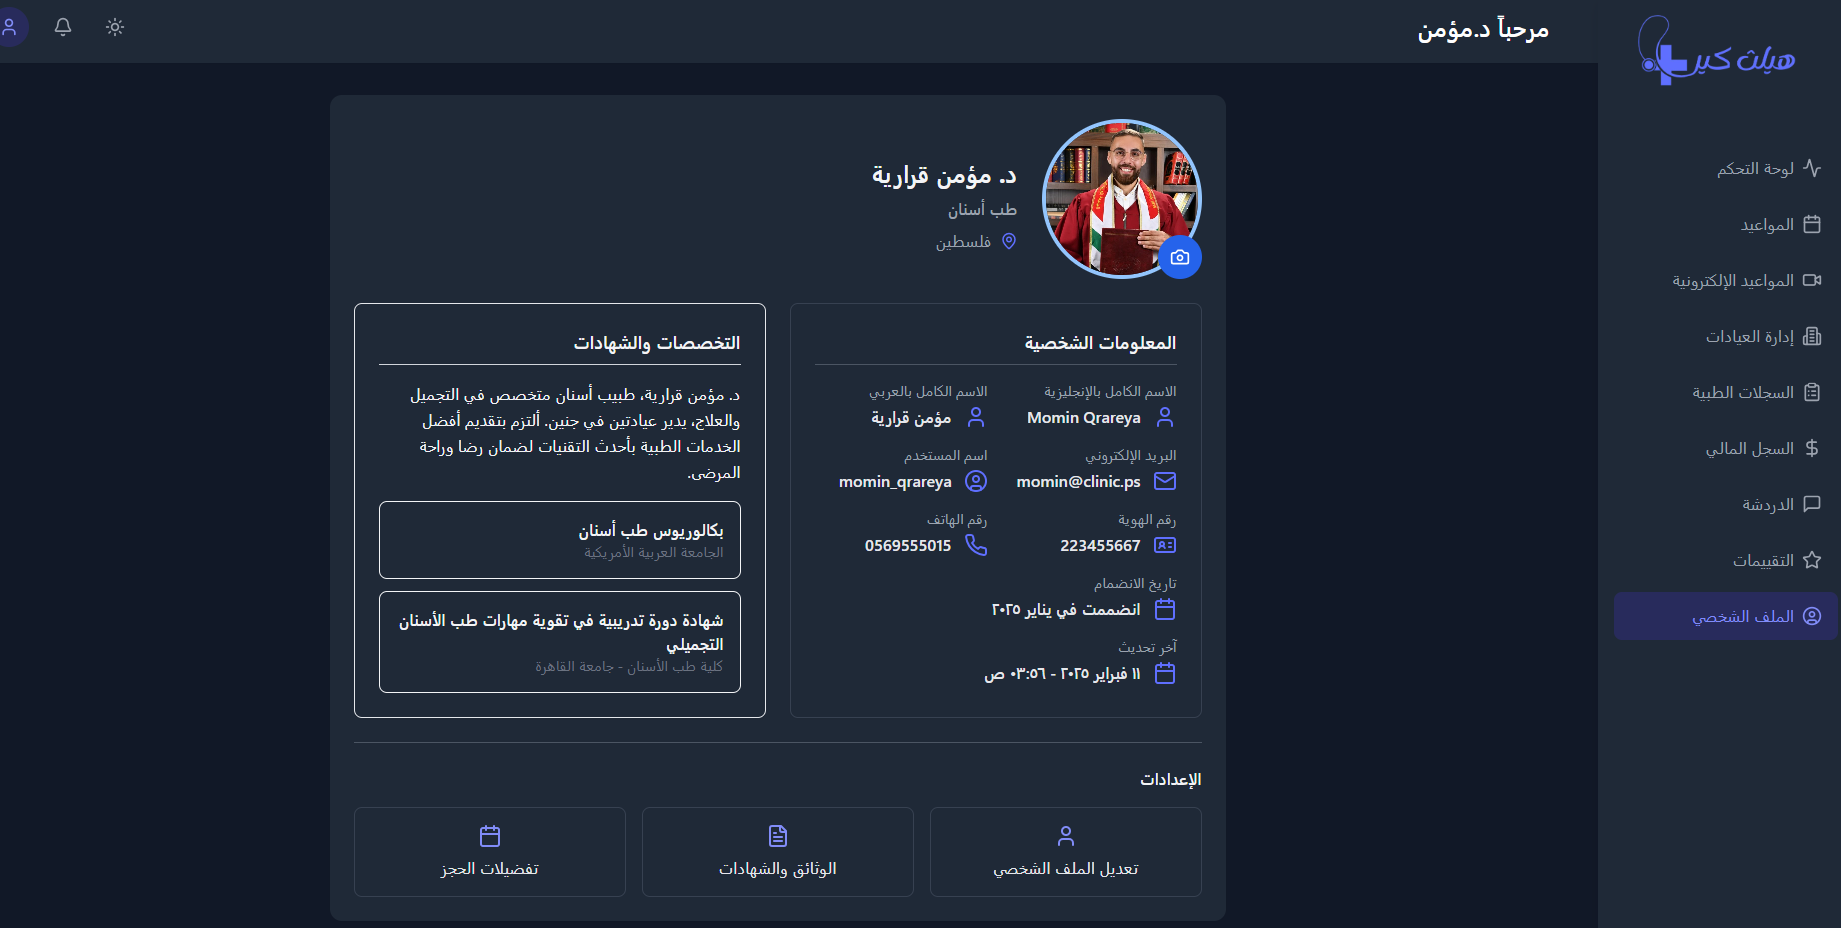 هيلث كير
مرحباً د.مؤمن
لوحة التحكم
المواعيد
المواعيد الإلكترونية
إدارة العيادات
السجلات الطبية
السجل المالي
الدردشة
التقييمات
الملف الشخصي
د. مؤمن قرارية
طب أسنان
فلسطين
المعلومات الشخصية
الاسم الكامل بالإنجليزية
Momin Qrareya
الاسم الكامل بالعربي
مؤمن قرارية
البريد الإلكتروني
momin@clinic.ps
اسم المستخدم
momin_qrareya
رقم الهوية
223455667
رقم الهاتف
0569555015
تاريخ الانضمام
انضممت في يناير ٢٠٢٥
آخر تحديث
١١ فبراير ٢٠٢٥ - ٠٣:٥٦ ص
التخصصات والشهادات
د. مؤمن قرارية، طبيب أسنان متخصص في التجميل
والعلاج، يدير عيادتين في جنين. ألتزم بتقديم أفضل
الخدمات الطبية بأحدث التقنيات لضمان رضا وراحة
المرضى.
بكالوريوس طب أسنان
الجامعة العربية الأمريكية
شهادة دورة تدريبية في تقوية مهارات طب الأسنان
التجميلي
كلية طب الأسنان - جامعة القاهرة
الإعدادات
تعديل الملف الشخصي
الوثائق والشهادات
تفضيلات الحجز